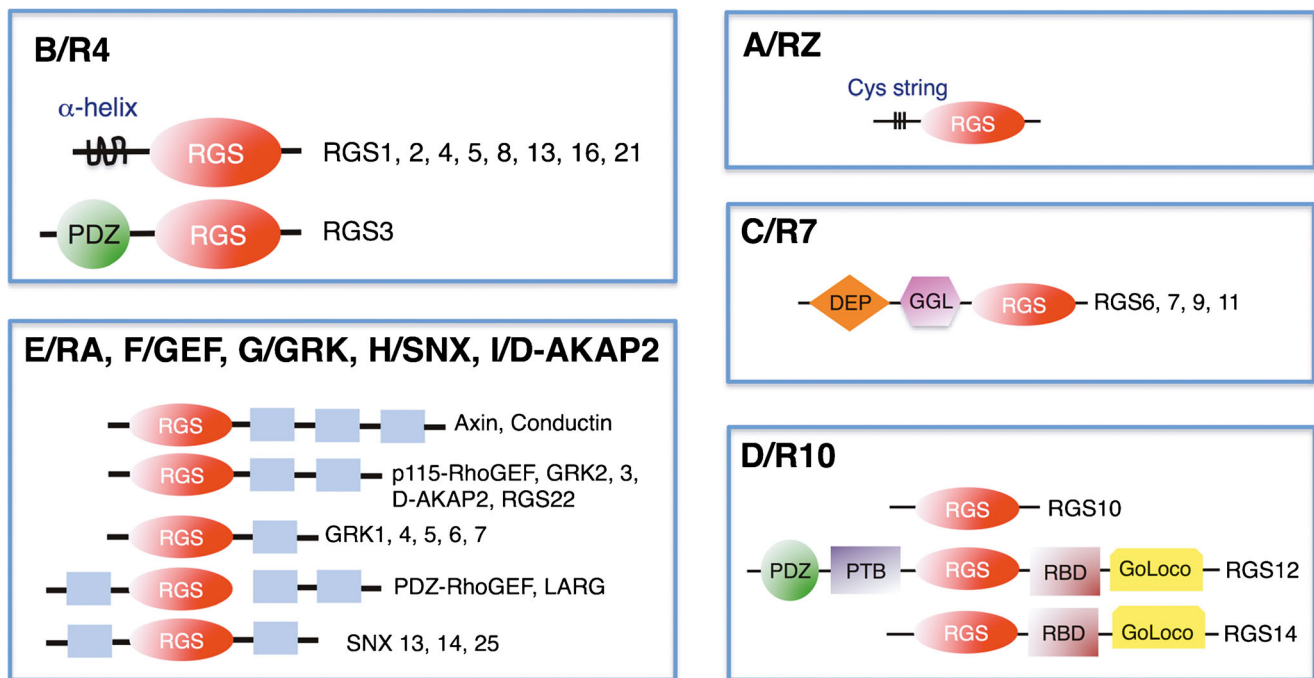 B/R4
α-helix
RGS
RGS1, 2, 4, 5, 8, 13, 16, 21
PDZ RGS RGS3
E/RA, F/GEF, G/GRK, H/SNX, I/D-AKAP2
RGS Axin, Conductin
RGS p115-RhoGEF, GRK2, 3,
D-AKAP2, RGS22
RGS GRK1, 4, 5, 6, 7
RGS PDZ-RhoGEF, LARG
RGS SNX 13, 14, 25
A/RZ
Cys string
RGS
C/R7
DEP GGL RGS RGS6, 7, 9, 11
D/R10
RGS RGS10
PDZ PTB RGS RBD GoLoco RGS12
RGS RBD GoLoco RGS14